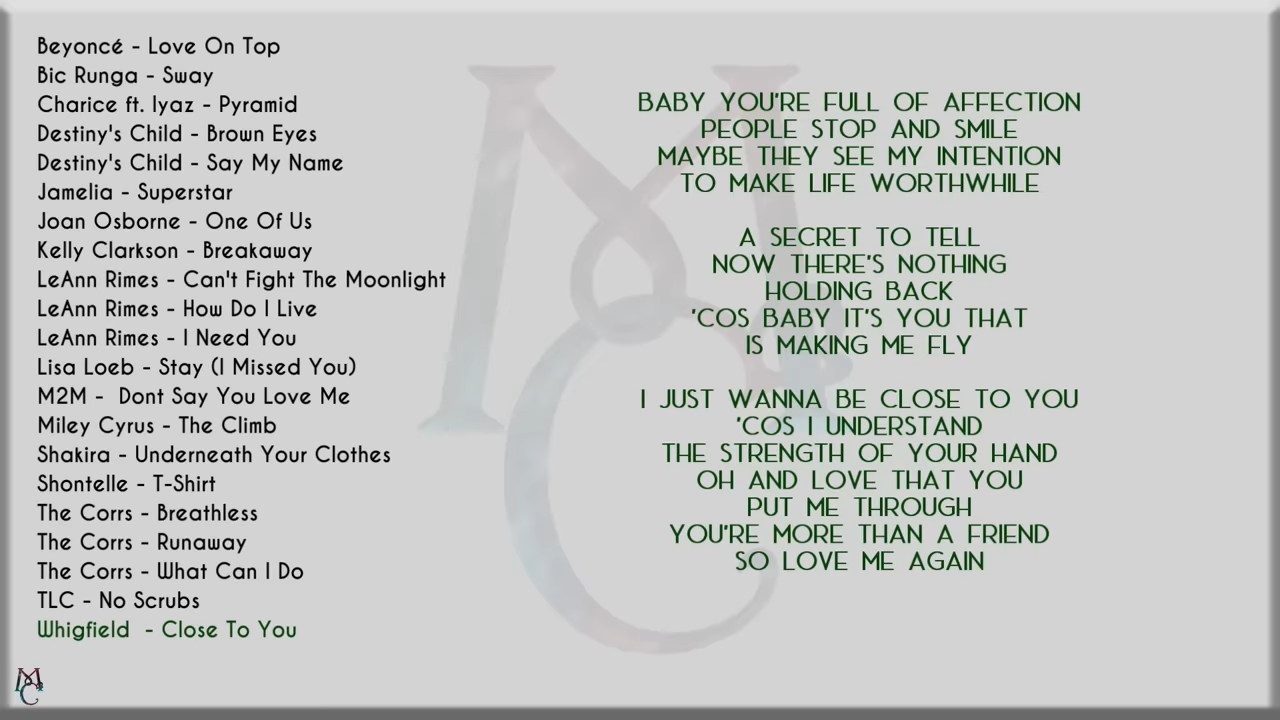 Beyoncé - Love On Top
Bic Runga - Sway
Charice ft. Iyaz - Pyramid
Destiny's Child - Brown Eyes
Destiny's Child - Say My Name
Jamelia - Superstar
Joan Osborne - One Of Us
Kelly Clarkson - Breakaway
LeAnn Rimes - Can't Fight The Moonlight
LeAnn Rimes - How Do I Live
LeAnn Rimes - I Need You
Lisa Loeb - Stay (I Missed You)
M2M -  Dont Say You Love Me
Miley Cyrus - The Climb
Shakira - Underneath Your Clothes
Shontelle - T-Shirt
The Corrs - Breathless
The Corrs - Runaway
The Corrs - What Can I Do
TLC - No Scrubs
Whigfield  - Close To You
BABY YOU'RE FULL OF AFFECTION
PEOPLE STOP AND SMILE
MAYBE THEY SEE MY INTENTION
TO MAKE LIFE WORTHWHILE
A SECRET TO TELL
NOW THERE'S NOTHING
HOLDING BACK
'COS BABY IT'S YOU THAT
IS MAKING ME FLY
I JUST WANNA BE CLOSE TO YOU
'COS I UNDERSTAND
THE STRENGTH OF YOUR HAND
OH AND LOVE THAT YOU
PUT ME THROUGH
YOU'RE MORE THAN A FRIEND
SO LOVE ME AGAIN
MC